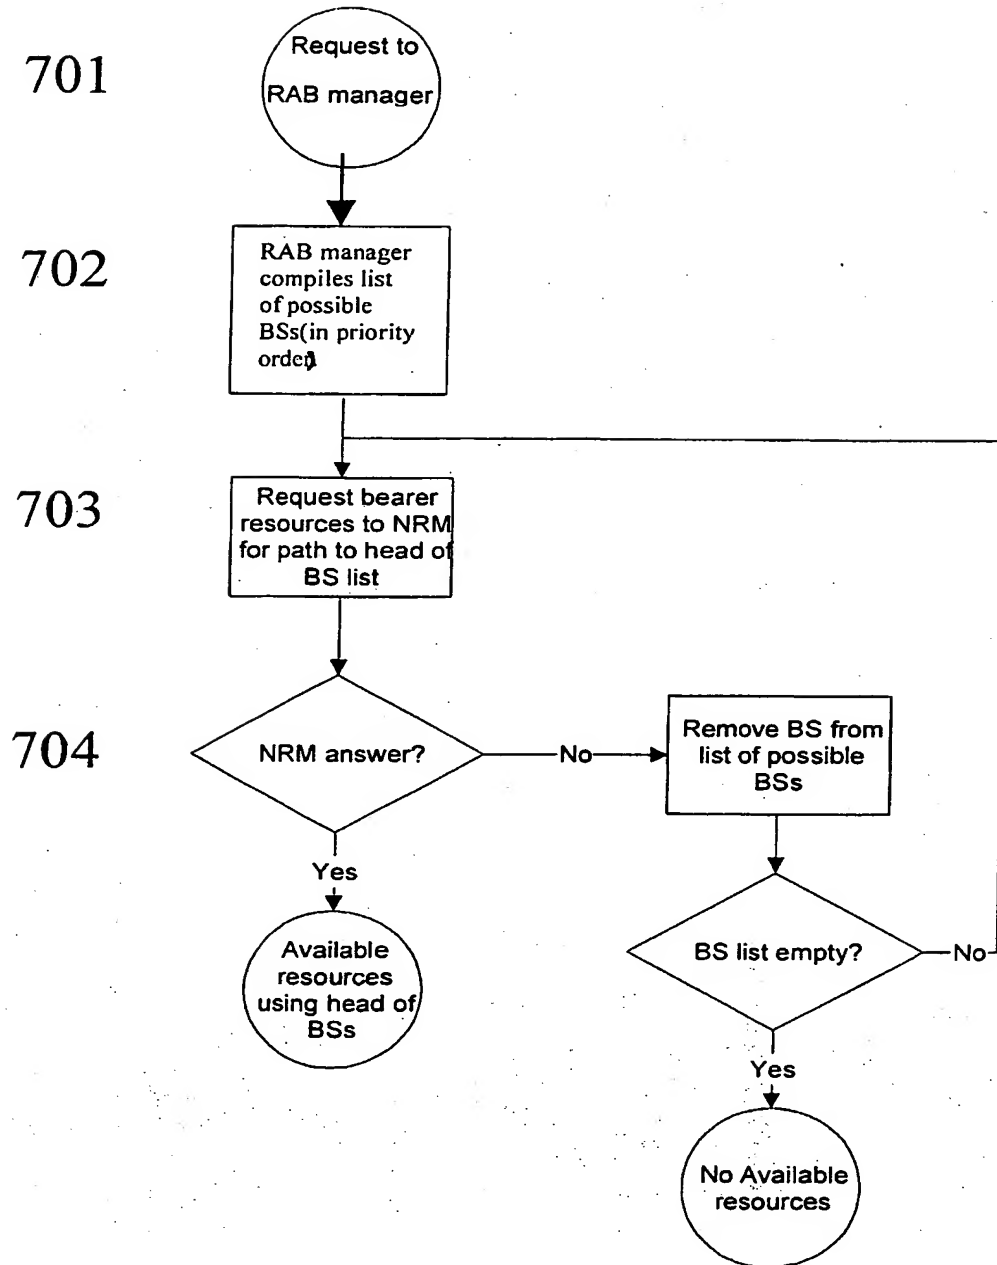 701
Request to
RAB manager
702
RAB manager
compiles list
of possible
BSs(in priority
order)
703
Request bearer
resources to NRM
for path to head of
BS list
704
NRM answer?
No
Remove BS from
list of possible
BSs
Yes
Available
resources
using head of
BSs
BS list empty?
No
Yes
No Available
resources